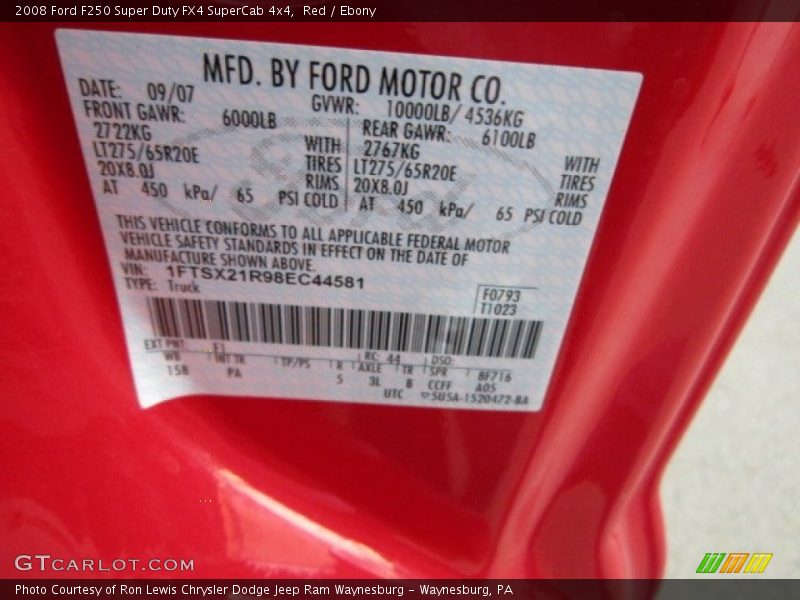 2008 Ford F250 Super Duty FX4 SuperCab 4x4, Red / Ebony
MFD. BY FORD MOTOR CO.
DATE: 09/07 GVWR: 10000LB/ 4536KG
FRONT GAWR: 6000LB REAR GAWR: 6100LB
2722KG WITH 2767KG WITH
LT275/65R20E TIRES LT275/65R20E TIRES
20X8.0J RIMS 20X8.0J RIMS
AT 450 kPa/ 65 PSI COLD AT 450 kPa/ 65 PSI COLD
THIS VEHICLE CONFORMS TO ALL APPLICABLE FEDERAL MOTOR
VEHICLE SAFETY STANDARDS IN EFFECT ON THE DATE OF
MANUFACTURE SHOWN ABOVE.
VIN: 1FTSX21R98EC44581
TYPE: Truck
F0793
T1023
EXT PNT: F1 RC: 44 DSO:
WB INT TR TP/PS R AXLE TR SPR 8F716
158 PA 5 3L B CCFF A05
UTC 5U5A-1520472-BA
Ford
GTCARLOT.COM
Photo Courtesy of Ron Lewis Chrysler Dodge Jeep Ram Waynesburg - Waynesburg, PA